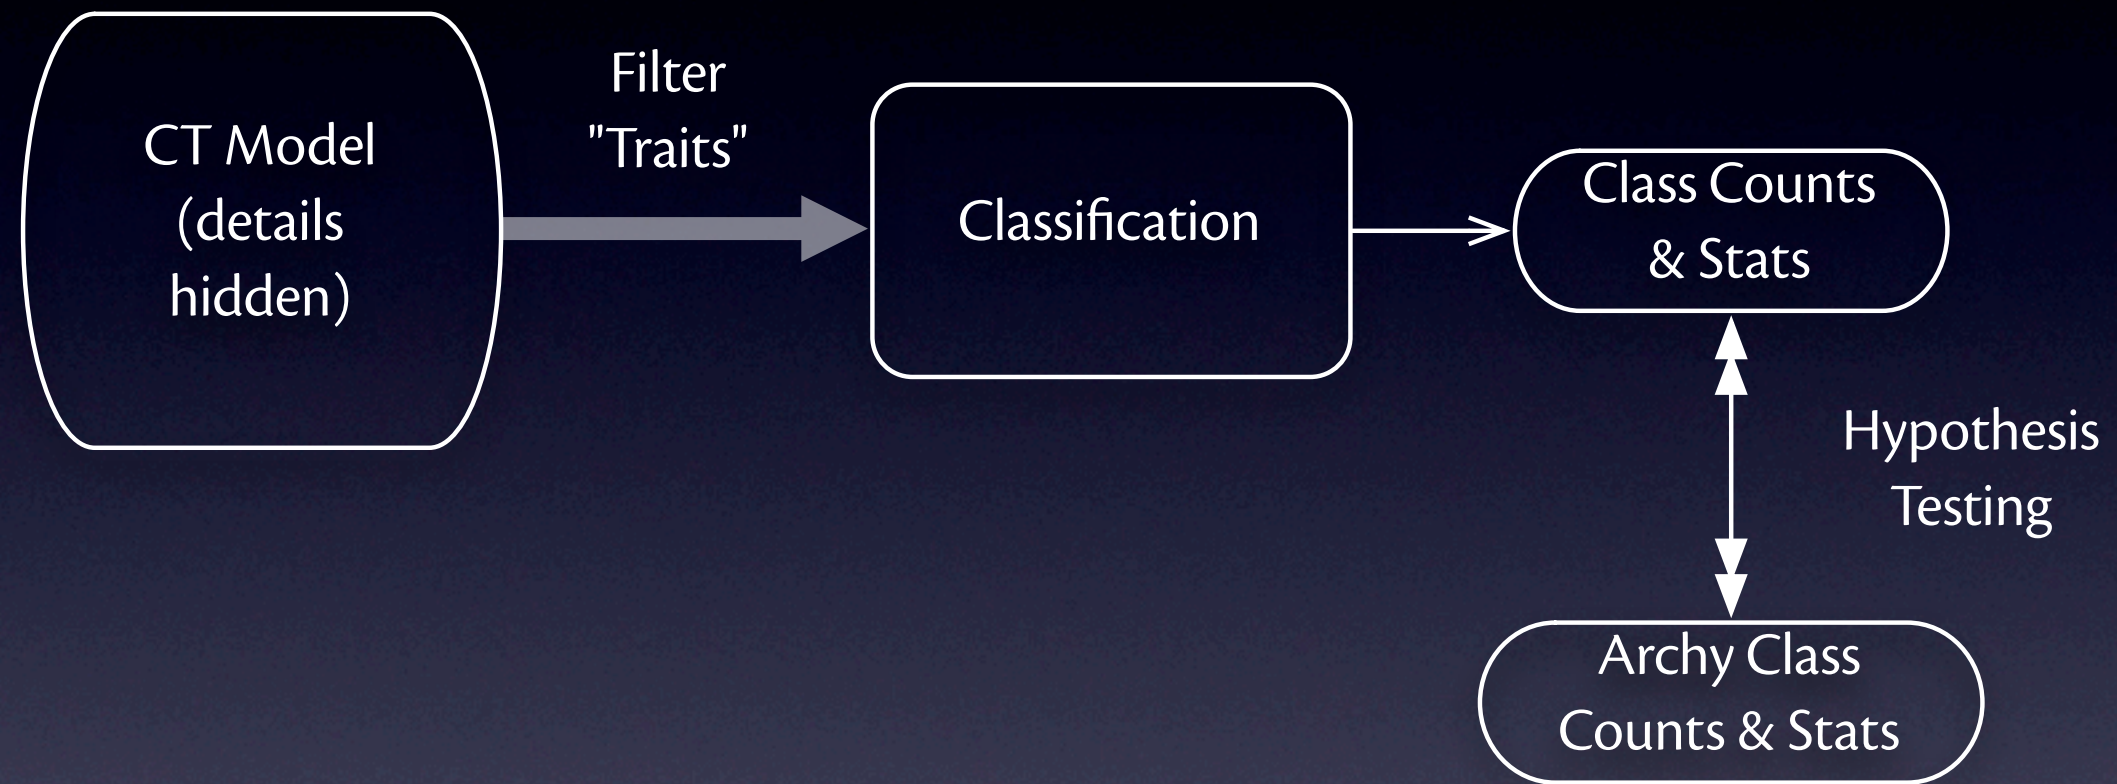 CT Model
(details
hidden)
Filter
"Traits"
Classification
Class Counts
& Stats
Hypothesis
Testing
Archy Class
Counts & Stats